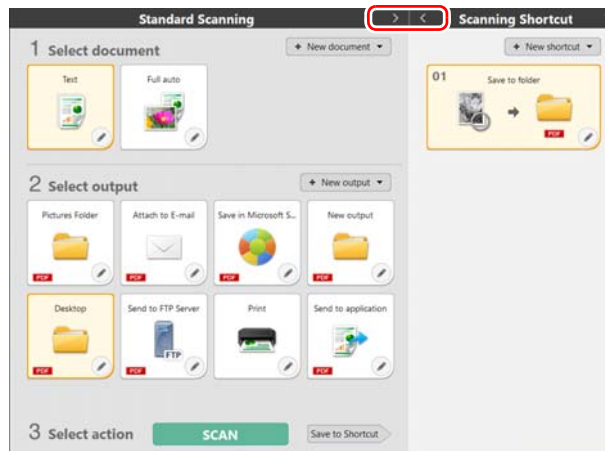 Standard Scanning > < Scanning Shortcut
1 Select document + New document
Text Full auto
+ New shortcut
01 Save to folder
PDF
2 Select output + New output
Pictures Folder Attach to E-mail Save in Microsoft S... New output
PDF PDF PDF PDF
Desktop Send to FTP Server Print Send to application
FTP
PDF PDF PDF
3 Select action SCAN Save to Shortcut